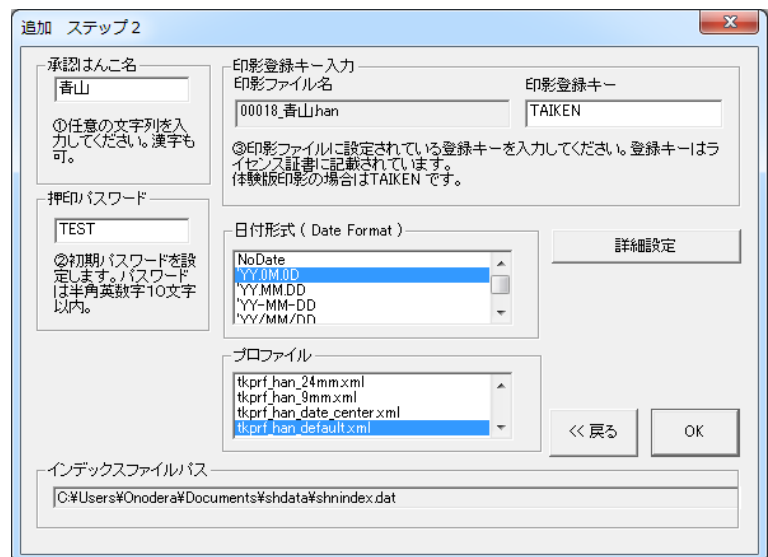 追加 ステップ2
承認はんこ名
青山
①任意の文字列を入
力してください。漢字も
可。
押印パスワード
TEST
②初期パスワードを設
定します。パスワード
は半角英数字10文字
以内。
印影登録キー入力
印影ファイル名
00018_青山.han
印影登録キー
TAIKEN
③印影ファイルに設定されている登録キーを入力してください。登録キーはラ
イセンス証書に記載されています。
体験版印影の場合はTAIKEN です。
日付形式 ( Date Format )
NoDate
'YY.0M.0D
'YY.MM.DD
'YY-MM-DD
'YY/MM/DD
詳細設定
プロファイル
tkprf_han_24mm.xml
tkprf_han_9mm.xml
tkprf_han_date_center.xml
tkprf_han_default.xml
<< 戻る
OK
インデックスファイルパス
C:¥Users¥Onodera¥Documents¥shdata¥shnindex.dat